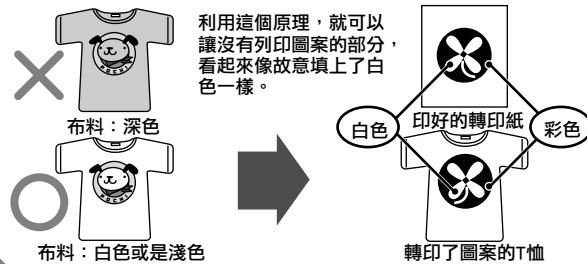 利用這個原理，就可以
讓沒有列印圖案的部分，
看起來像故意填上了白
色一樣。
POCHI
布料：深色
POCHI
布料：白色或是淺色
白色
印好的轉印紙
彩色
轉印了圖案的T恤